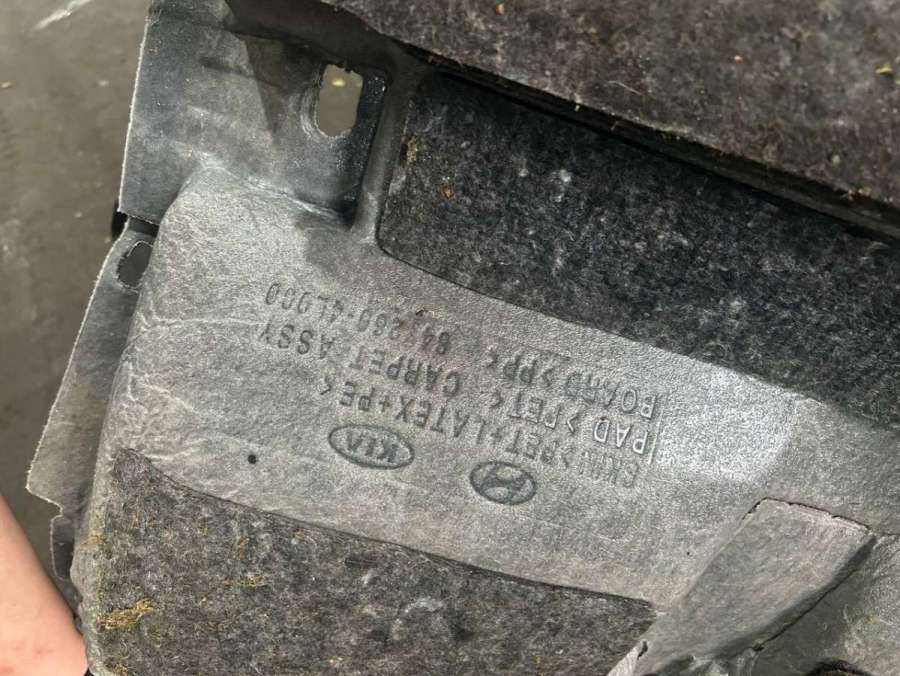 KIA
SKIN >PET+LATEX+PE<
PAD >PET< CARPET ASSY
BOARD >PP< 84260-4L000